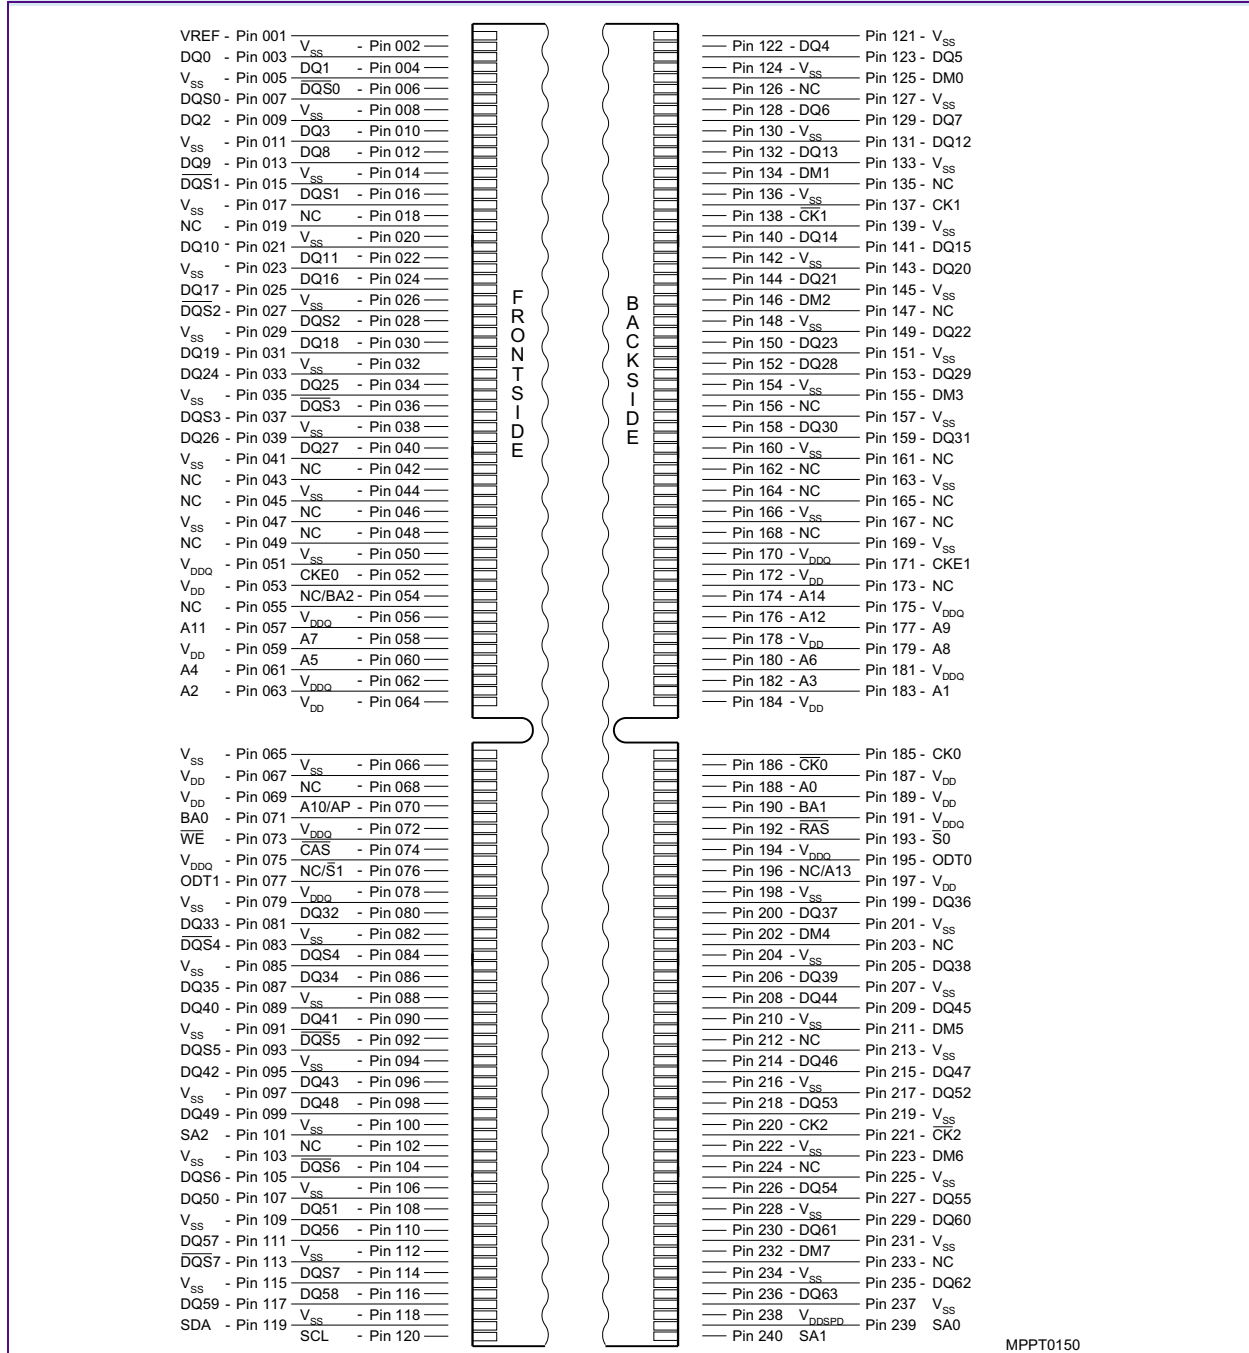 VREF - Pin 001
VSS - Pin 002
DQ0 - Pin 003
DQ1 - Pin 004
VSS - Pin 005
DQS0 - Pin 006
DQS0 - Pin 007
VSS - Pin 008
DQ2 - Pin 009
DQ3 - Pin 010
VSS - Pin 011
DQ8 - Pin 012
DQ9 - Pin 013
VSS - Pin 014
DQS1 - Pin 015
DQS1 - Pin 016
VSS - Pin 017
NC - Pin 018
NC - Pin 019
VSS - Pin 020
DQ10 - Pin 021
DQ11 - Pin 022
VSS - Pin 023
DQ16 - Pin 024
DQ17 - Pin 025
VSS - Pin 026
DQS2 - Pin 027
DQS2 - Pin 028
VSS - Pin 029
DQ18 - Pin 030
DQ19 - Pin 031
VSS - Pin 032
DQ24 - Pin 033
DQ25 - Pin 034
VSS - Pin 035
DQS3 - Pin 036
DQS3 - Pin 037
VSS - Pin 038
DQ26 - Pin 039
DQ27 - Pin 040
VSS - Pin 041
NC - Pin 042
NC - Pin 043
VSS - Pin 044
NC - Pin 045
NC - Pin 046
VSS - Pin 047
NC - Pin 048
NC - Pin 049
VSS - Pin 050
VDDQ - Pin 051
CKE0 - Pin 052
VDD - Pin 053
NC/BA2 - Pin 054
NC - Pin 055
VDDQ - Pin 056
A11 - Pin 057
A7 - Pin 058
VDD - Pin 059
A5 - Pin 060
A4 - Pin 061
VDDQ - Pin 062
A2 - Pin 063
VDD - Pin 064
VSS - Pin 065
VSS - Pin 066
VDD - Pin 067
NC - Pin 068
VDD - Pin 069
A10/AP - Pin 070
BA0 - Pin 071
VDDQ - Pin 072
WE - Pin 073
CAS - Pin 074
VDDQ - Pin 075
NC/S1 - Pin 076
ODT1 - Pin 077
VDDQ - Pin 078
VSS - Pin 079
DQ32 - Pin 080
DQ33 - Pin 081
VSS - Pin 082
DQS4 - Pin 083
DQS4 - Pin 084
VSS - Pin 085
DQ34 - Pin 086
DQ35 - Pin 087
VSS - Pin 088
DQ40 - Pin 089
DQ41 - Pin 090
VSS - Pin 091
DQS5 - Pin 092
DQS5 - Pin 093
VSS - Pin 094
DQ42 - Pin 095
DQ43 - Pin 096
VSS - Pin 097
DQ48 - Pin 098
DQ49 - Pin 099
VSS - Pin 100
SA2 - Pin 101
NC - Pin 102
VSS - Pin 103
DQS6 - Pin 104
DQS6 - Pin 105
VSS - Pin 106
DQ50 - Pin 107
DQ51 - Pin 108
VSS - Pin 109
DQ56 - Pin 110
DQ57 - Pin 111
VSS - Pin 112
DQS7 - Pin 113
DQS7 - Pin 114
VSS - Pin 115
DQ58 - Pin 116
DQ59 - Pin 117
VSS - Pin 118
SDA - Pin 119
SCL - Pin 120
FRONTSIDE
BACKSIDE
Pin 121 - VSS
Pin 122 - DQ4
Pin 123 - DQ5
Pin 124 - VSS
Pin 125 - DM0
Pin 126 - NC
Pin 127 - VSS
Pin 128 - DQ6
Pin 129 - DQ7
Pin 130 - VSS
Pin 131 - DQ12
Pin 132 - DQ13
Pin 133 - VSS
Pin 134 - DM1
Pin 135 - NC
Pin 136 - VSS
Pin 137 - CK1
Pin 138 - CK1
Pin 139 - VSS
Pin 140 - DQ14
Pin 141 - DQ15
Pin 142 - VSS
Pin 143 - DQ20
Pin 144 - DQ21
Pin 145 - VSS
Pin 146 - DM2
Pin 147 - NC
Pin 148 - VSS
Pin 149 - DQ22
Pin 150 - DQ23
Pin 151 - VSS
Pin 152 - DQ28
Pin 153 - DQ29
Pin 154 - VSS
Pin 155 - DM3
Pin 156 - NC
Pin 157 - VSS
Pin 158 - DQ30
Pin 159 - DQ31
Pin 160 - VSS
Pin 161 - NC
Pin 162 - NC
Pin 163 - VSS
Pin 164 - NC
Pin 165 - NC
Pin 166 - VSS
Pin 167 - NC
Pin 168 - NC
Pin 169 - VSS
Pin 170 - VDDQ
Pin 171 - CKE1
Pin 172 - VDD
Pin 173 - NC
Pin 174 - A14
Pin 175 - VDDQ
Pin 176 - A12
Pin 177 - A9
Pin 178 - VDD
Pin 179 - A8
Pin 180 - A6
Pin 181 - VDDQ
Pin 182 - A3
Pin 183 - A1
Pin 184 - VDD
Pin 185 - CK0
Pin 186 - CK0
Pin 187 - VDD
Pin 188 - A0
Pin 189 - VDD
Pin 190 - BA1
Pin 191 - VDDQ
Pin 192 - RAS
Pin 193 - S0
Pin 194 - VDDQ
Pin 195 - ODT0
Pin 196 - NC/A13
Pin 197 - VDD
Pin 198 - VSS
Pin 199 - DQ36
Pin 200 - DQ37
Pin 201 - VSS
Pin 202 - DM4
Pin 203 - NC
Pin 204 - VSS
Pin 205 - DQ38
Pin 206 - DQ39
Pin 207 - VSS
Pin 208 - DQ44
Pin 209 - DQ45
Pin 210 - VSS
Pin 211 - DM5
Pin 212 - NC
Pin 213 - VSS
Pin 214 - DQ46
Pin 215 - DQ47
Pin 216 - VSS
Pin 217 - DQ52
Pin 218 - DQ53
Pin 219 - VSS
Pin 220 - CK2
Pin 221 - CK2
Pin 222 - VSS
Pin 223 - DM6
Pin 224 - NC
Pin 225 - VSS
Pin 226 - DQ54
Pin 227 - DQ55
Pin 228 - VSS
Pin 229 - DQ60
Pin 230 - DQ61
Pin 231 - VSS
Pin 232 - DM7
Pin 233 - NC
Pin 234 - VSS
Pin 235 - DQ62
Pin 236 - DQ63
Pin 237 VSS
Pin 238 VDDSPD
Pin 239 SA0
Pin 240 SA1
MPPT0150